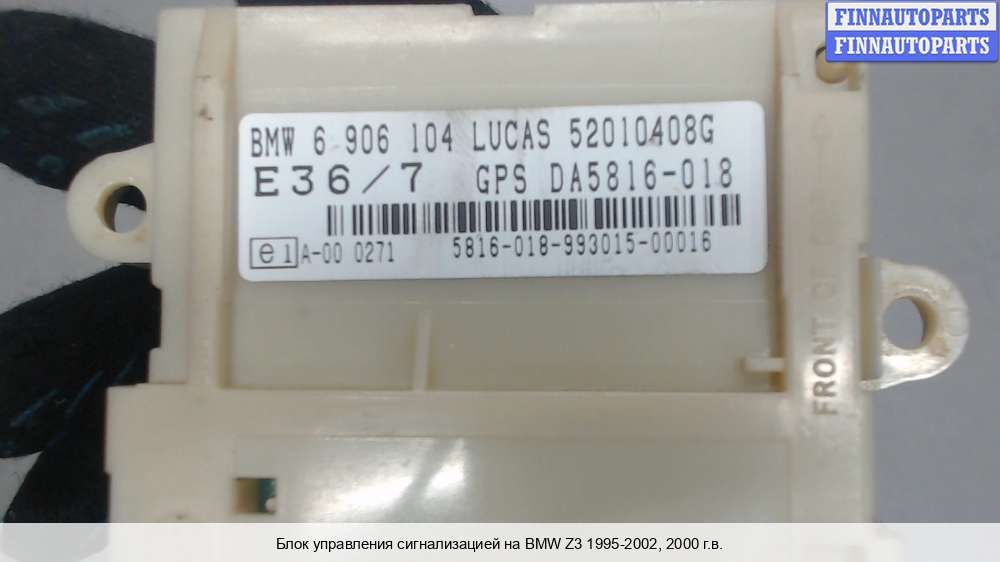 FINNAUTOPARTS
FINNAUTOPARTS
BMW 6 906 104 LUCAS 52010408G
E36/7 GPS DA5816-018
e1 A-00 0271 5816-018-993015-00016
FRONT OF
Блок управления сигнализацией на BMW Z3 1995-2002, 2000 г.в.